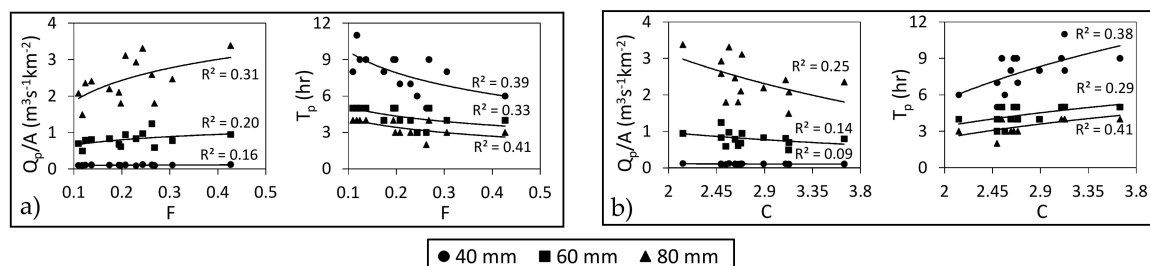 4
3
2
1
0
Qp/A (m³s⁻¹km⁻²)
R² = 0.31
R² = 0.20
R² = 0.16
0.1 0.2 0.3 0.4 0.5
F
a)
12
9
6
3
0
Tp (hr)
R² = 0.39
R² = 0.33
R² = 0.41
0.1 0.2 0.3 0.4 0.5
F
4
3
2
1
0
Qp/A (m³s⁻¹km⁻²)
R² = 0.25
R² = 0.14
R² = 0.09
2 2.45 2.9 3.35 3.8
C
b)
12
9
6
3
0
Tp (hr)
R² = 0.38
R² = 0.29
R² = 0.41
2 2.45 2.9 3.35 3.8
C
40 mm 60 mm 80 mm